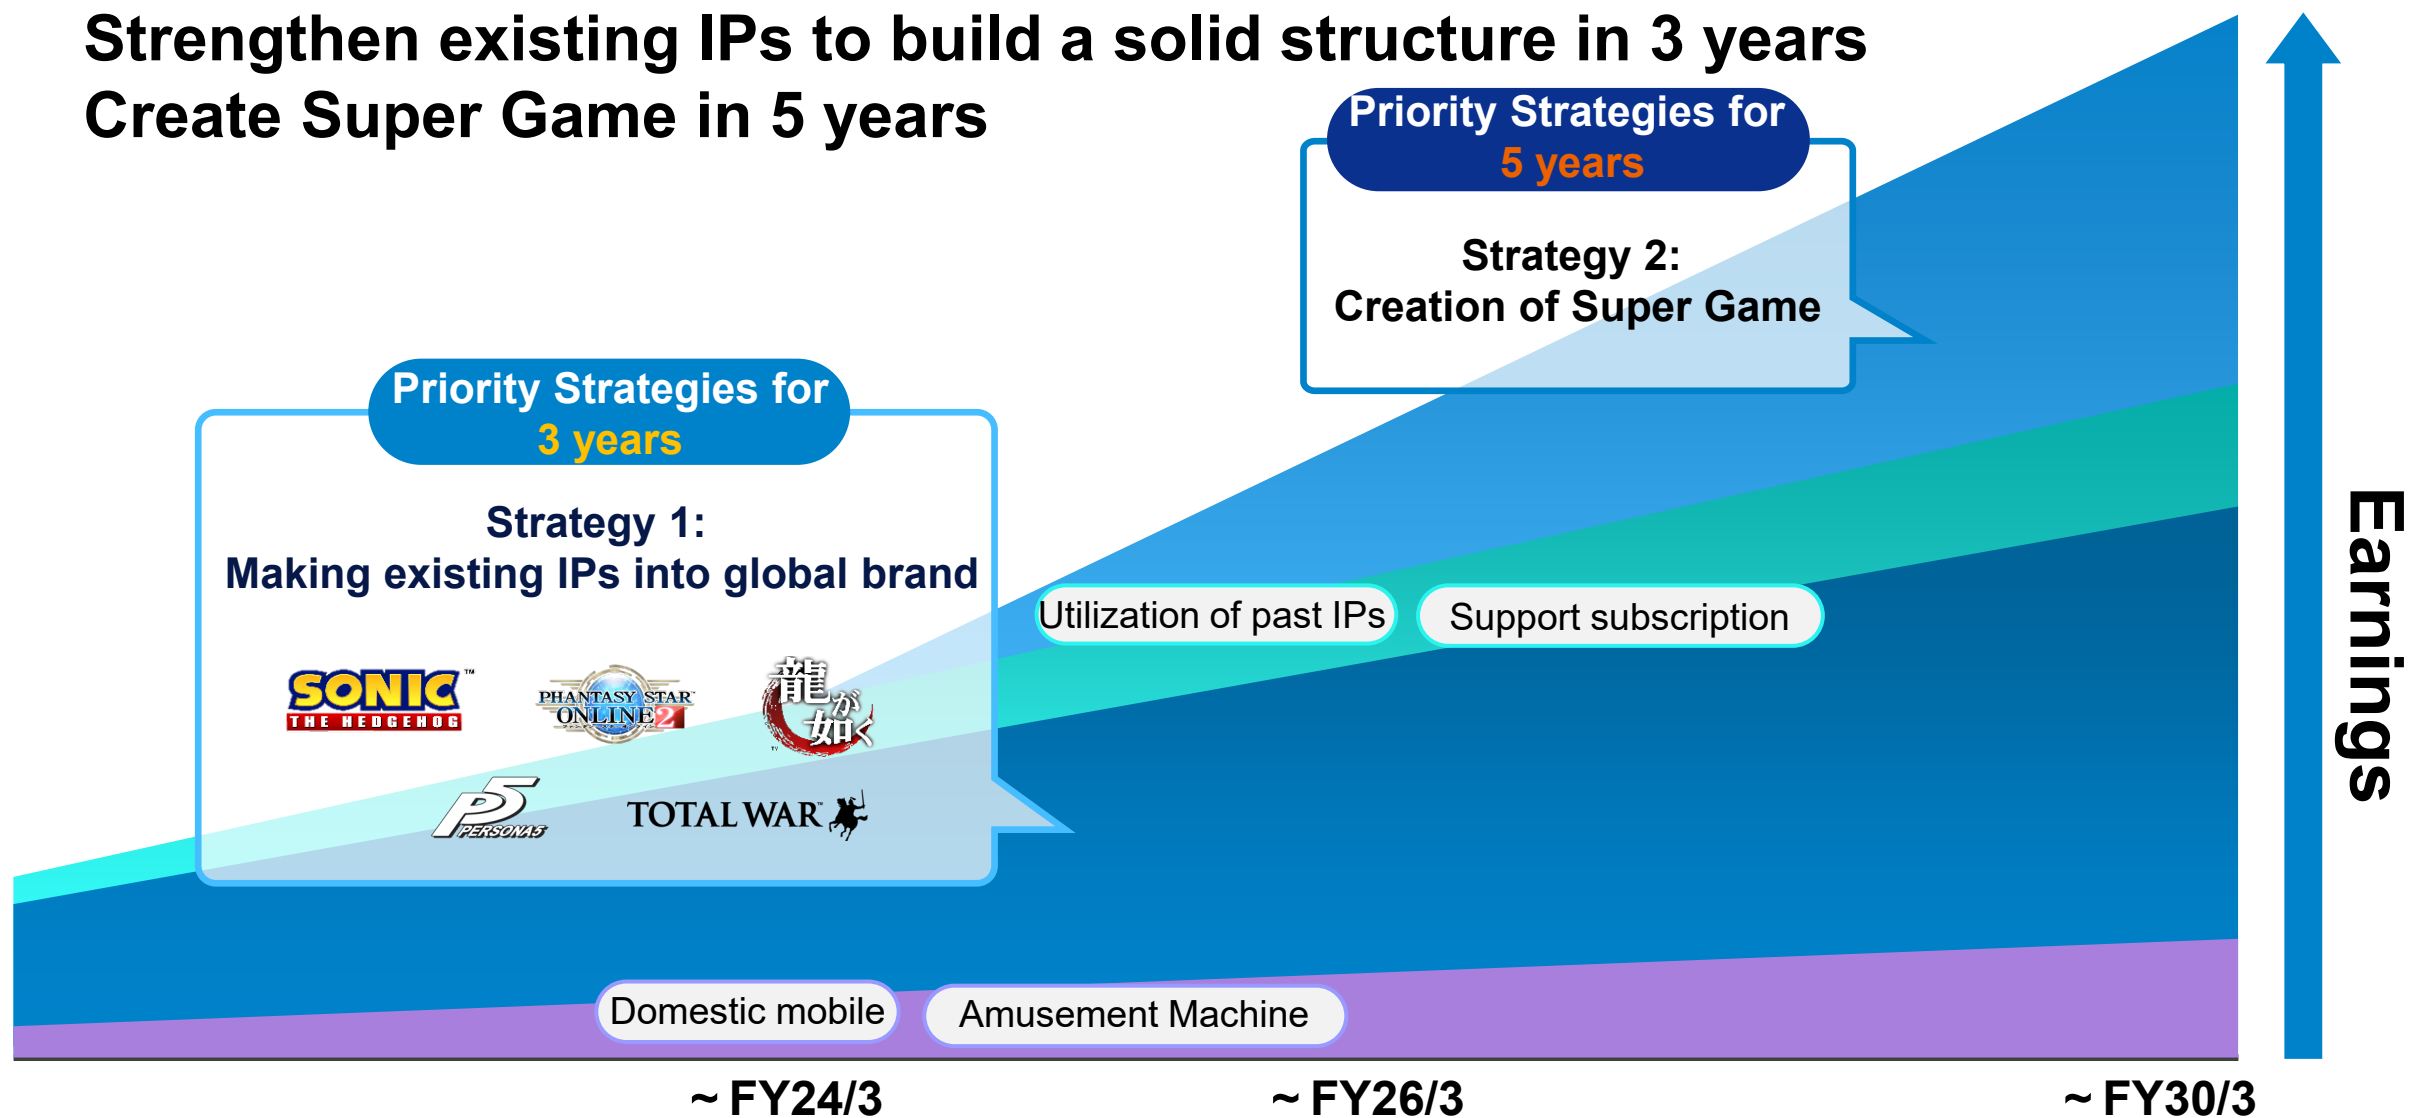 Strengthen existing IPs to build a solid structure in 3 years
Create Super Game in 5 years
Priority Strategies for
5 years
Strategy 2:
Creation of Super Game
Priority Strategies for
3 years
Strategy 1:
Making existing IPs into global brand
SONIC™
THE HEDGEHOG
PHANTASY STAR
ONLINE 2
龍が如く
TM
P5
PERSONA5
TOTAL WAR™
Utilization of past IPs
Support subscription
Domestic mobile
Amusement Machine
Earnings
~ FY24/3
~ FY26/3
~ FY30/3